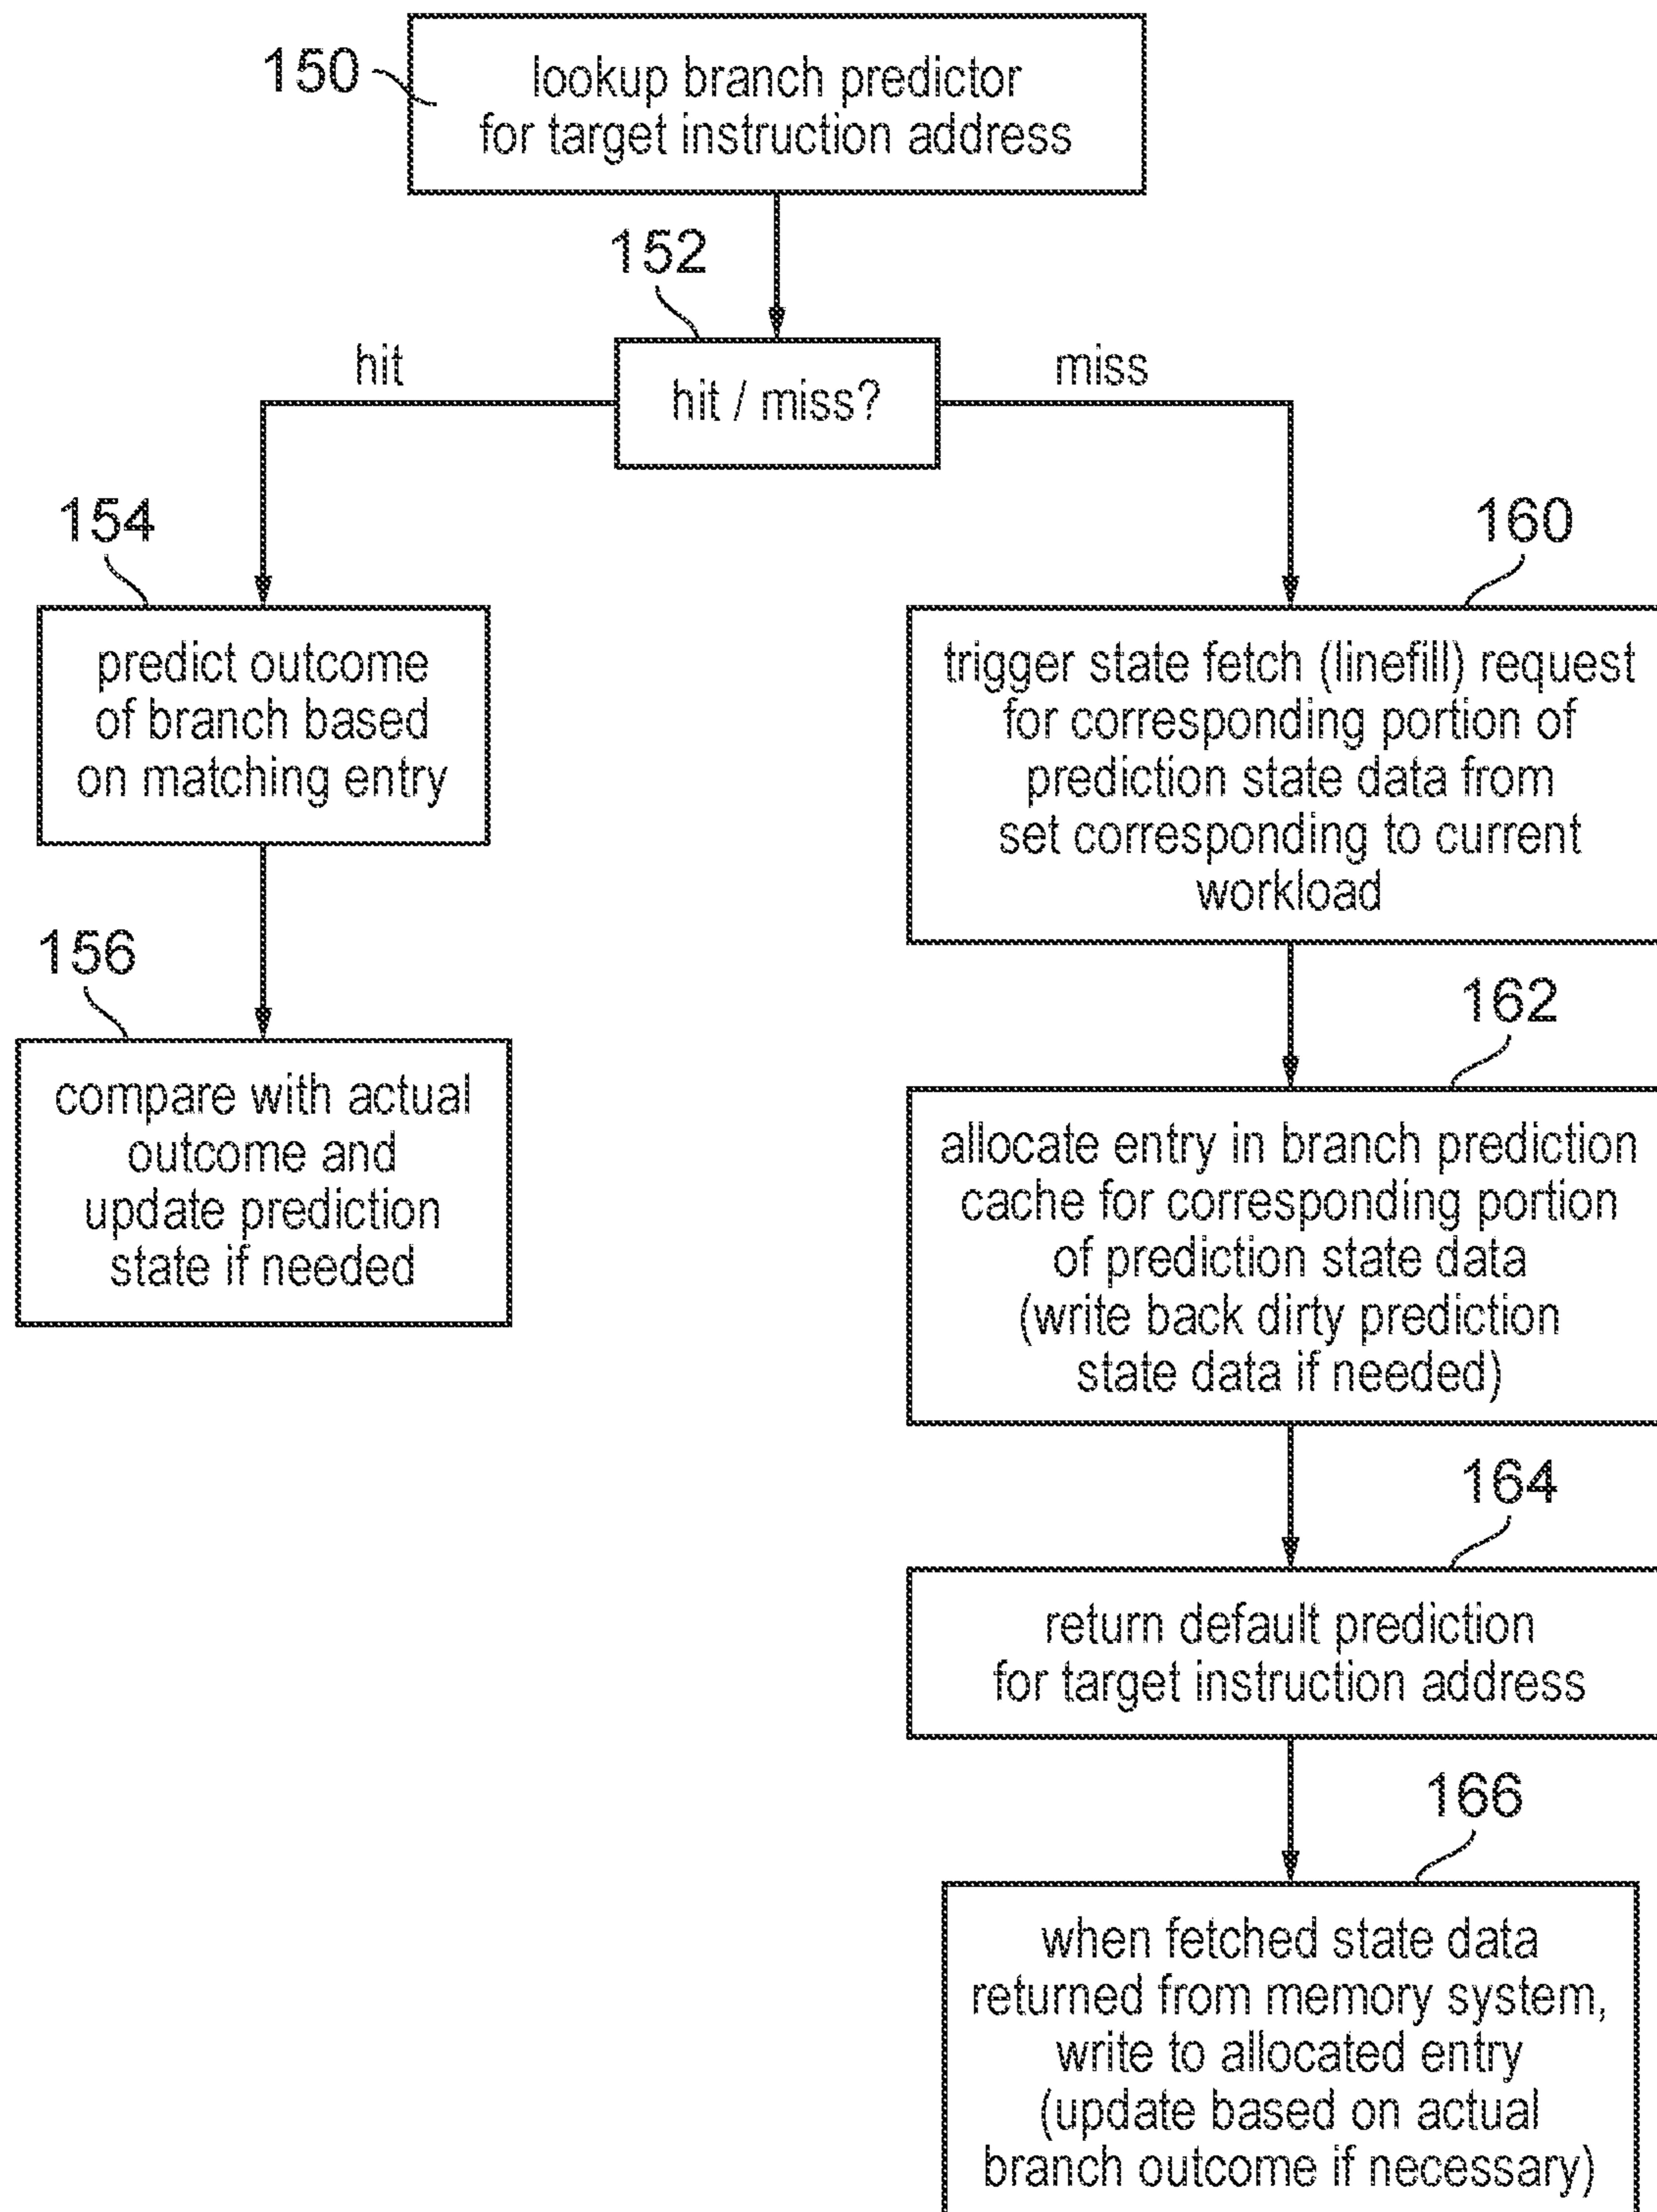 150
lookup branch predictor
for target instruction address
152
hit
hit / miss?
miss
154
predict outcome
of branch based
on matching entry
156
compare with actual
outcome and
update prediction
state if needed
160
trigger state fetch (linefill) request
for corresponding portion of
prediction state data from
set corresponding to current
workload
162
allocate entry in branch prediction
cache for corresponding portion
of prediction state data
(write back dirty prediction
state data if needed)
164
return default prediction
for target instruction address
166
when fetched state data
returned from memory system,
write to allocated entry
(update based on actual
branch outcome if necessary)